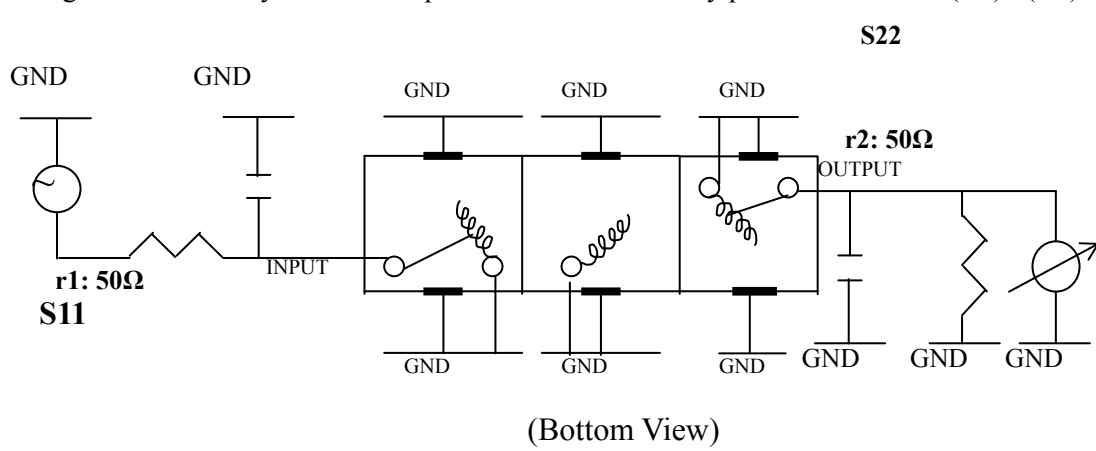 S22
GND GND GND GND GND
r2: 50Ω
OUTPUT
INPUT
r1: 50Ω
S11
GND GND GND GND GND GND
(Bottom View)